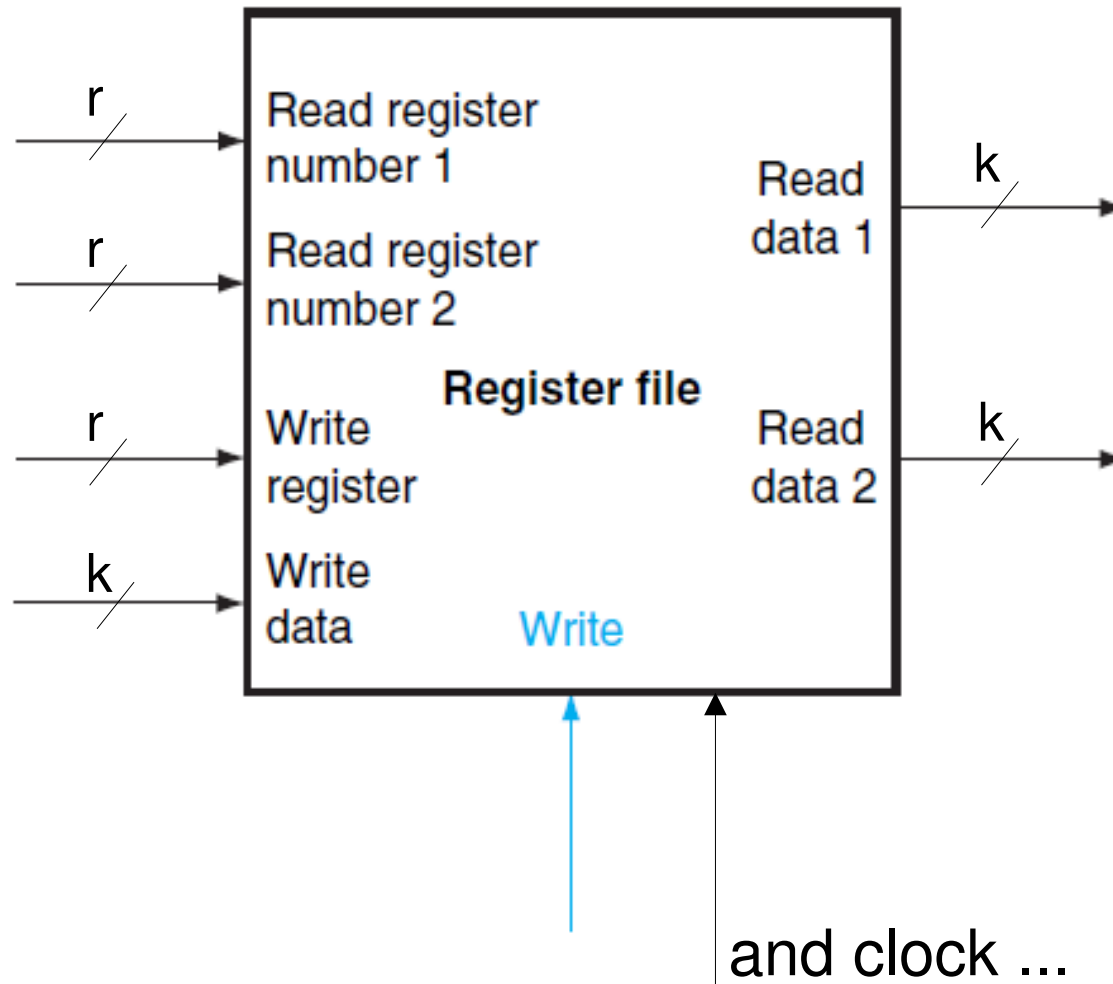 r
Read register
number 1
r
Read register
number 2
Register file
r
Write
register
k
Write
data
Write
Read
data 1
k
Read
data 2
k
and clock ...